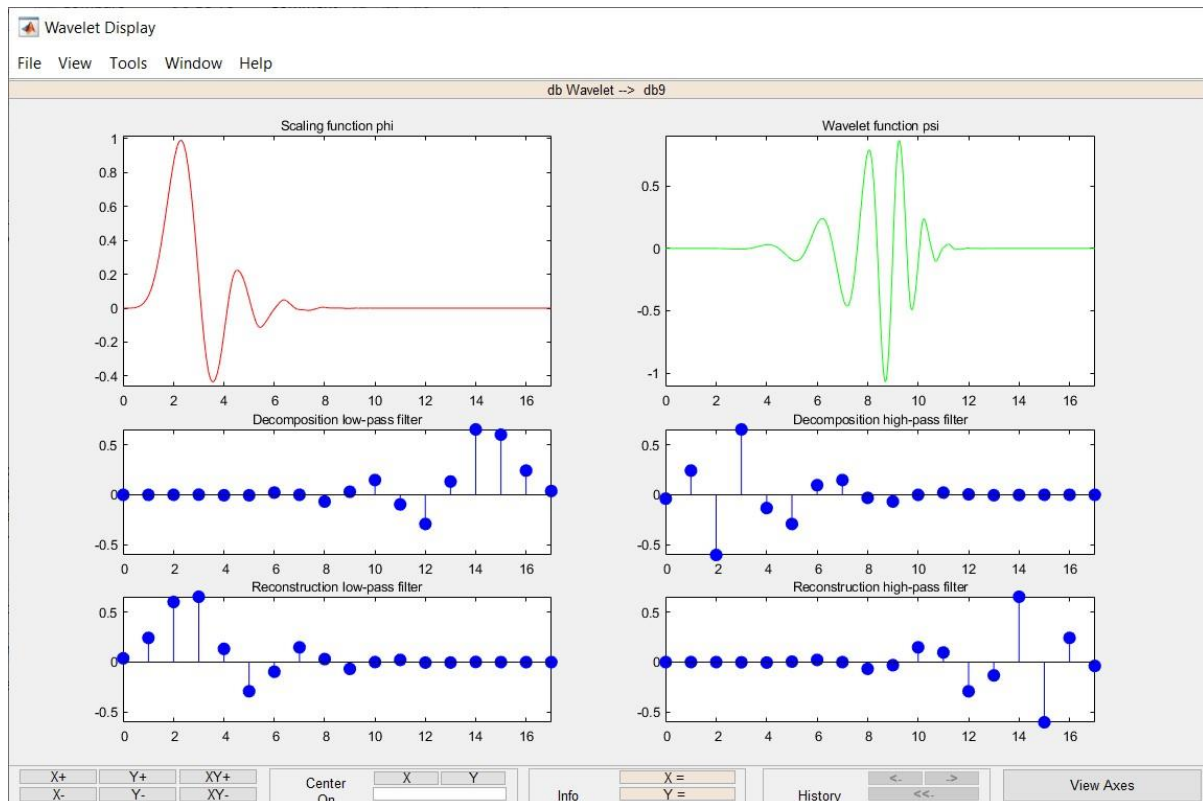 Wavelet Display
File View Tools Window Help
db Wavelet --> db9
Scaling function phi
1
0.8
0.6
0.4
0.2
0
-0.2
-0.4
0 2 4 6 8 10 12 14 16
Wavelet function psi
0.5
0
-0.5
-1
0 2 4 6 8 10 12 14 16
Decomposition low-pass filter
0.5
0
-0.5
0 2 4 6 8 10 12 14 16
Decomposition high-pass filter
0.5
0
-0.5
0 2 4 6 8 10 12 14 16
Reconstruction low-pass filter
0.5
0
-0.5
0 2 4 6 8 10 12 14 16
Reconstruction high-pass filter
0.5
0
-0.5
0 2 4 6 8 10 12 14 16
X+ Y+ XY+
X- Y- XY-
Center
On
X Y
Info
X =
Y =
History
<- ->
<<-
View Axes